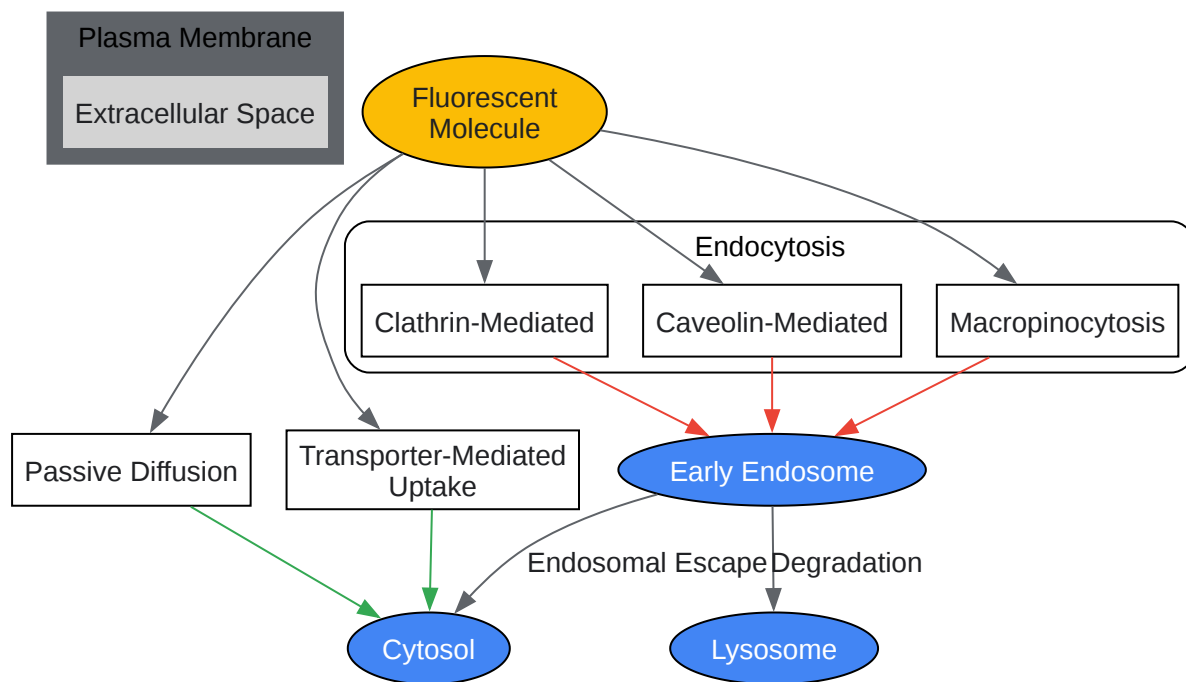 Plasma Membrane
Extracellular Space
Fluorescent
Molecule
Endocytosis
Clathrin-Mediated
Caveolin-Mediated
Macropinocytosis
Passive Diffusion
Transporter-Mediated
Uptake
Early Endosome
Endosomal Escape
Degradation
Cytosol
Lysosome